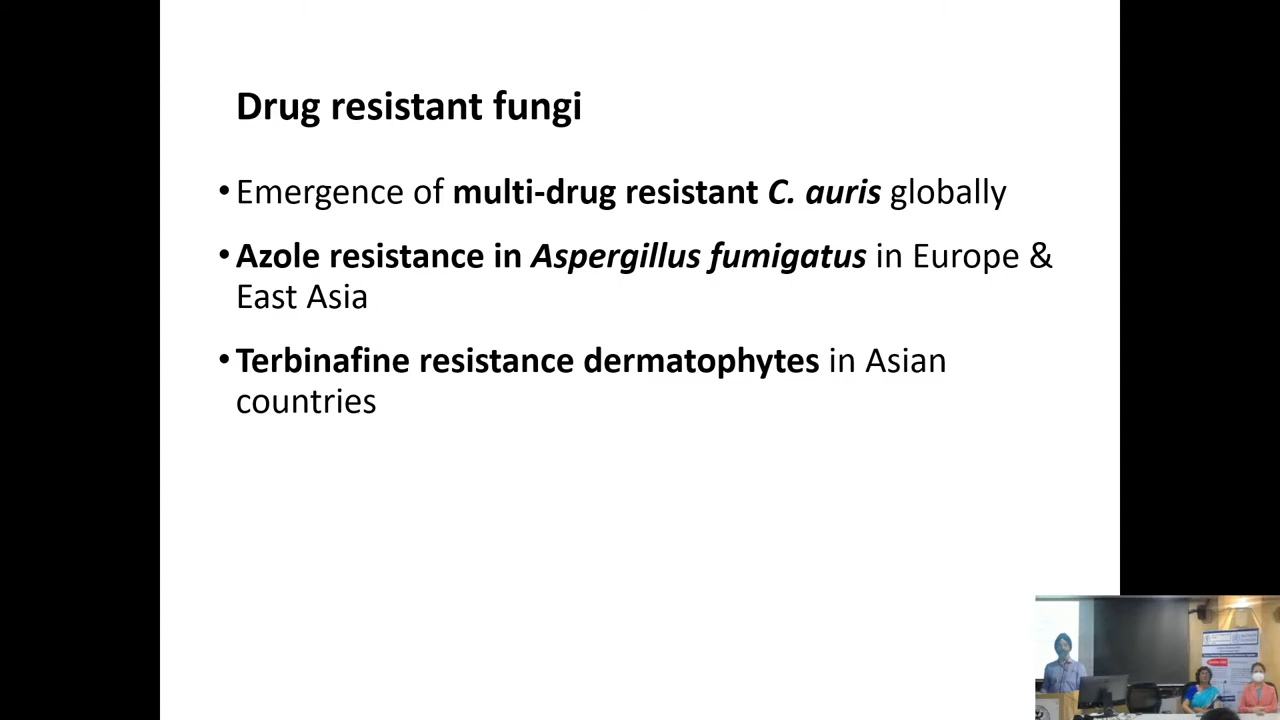 Drug resistant fungi
• Emergence of multi-drug resistant C. auris globally
• Azole resistance in Aspergillus fumigatus in Europe &
East Asia
• Terbinafine resistance dermatophytes in Asian
countries